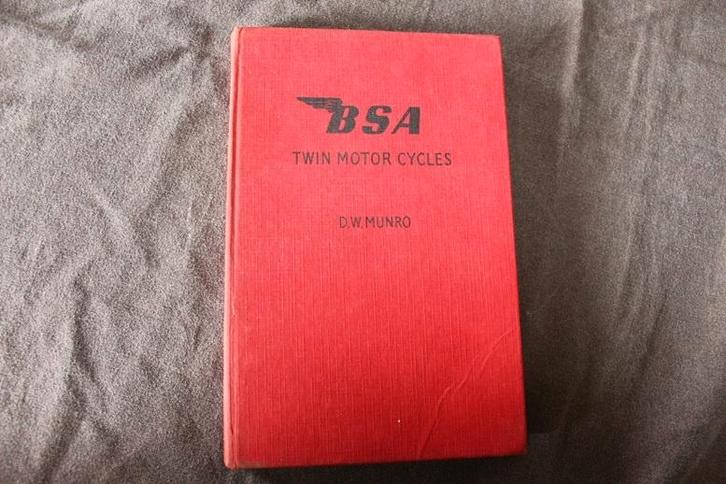 BSA
TWIN MOTOR CYCLES
D.W. MUNRO